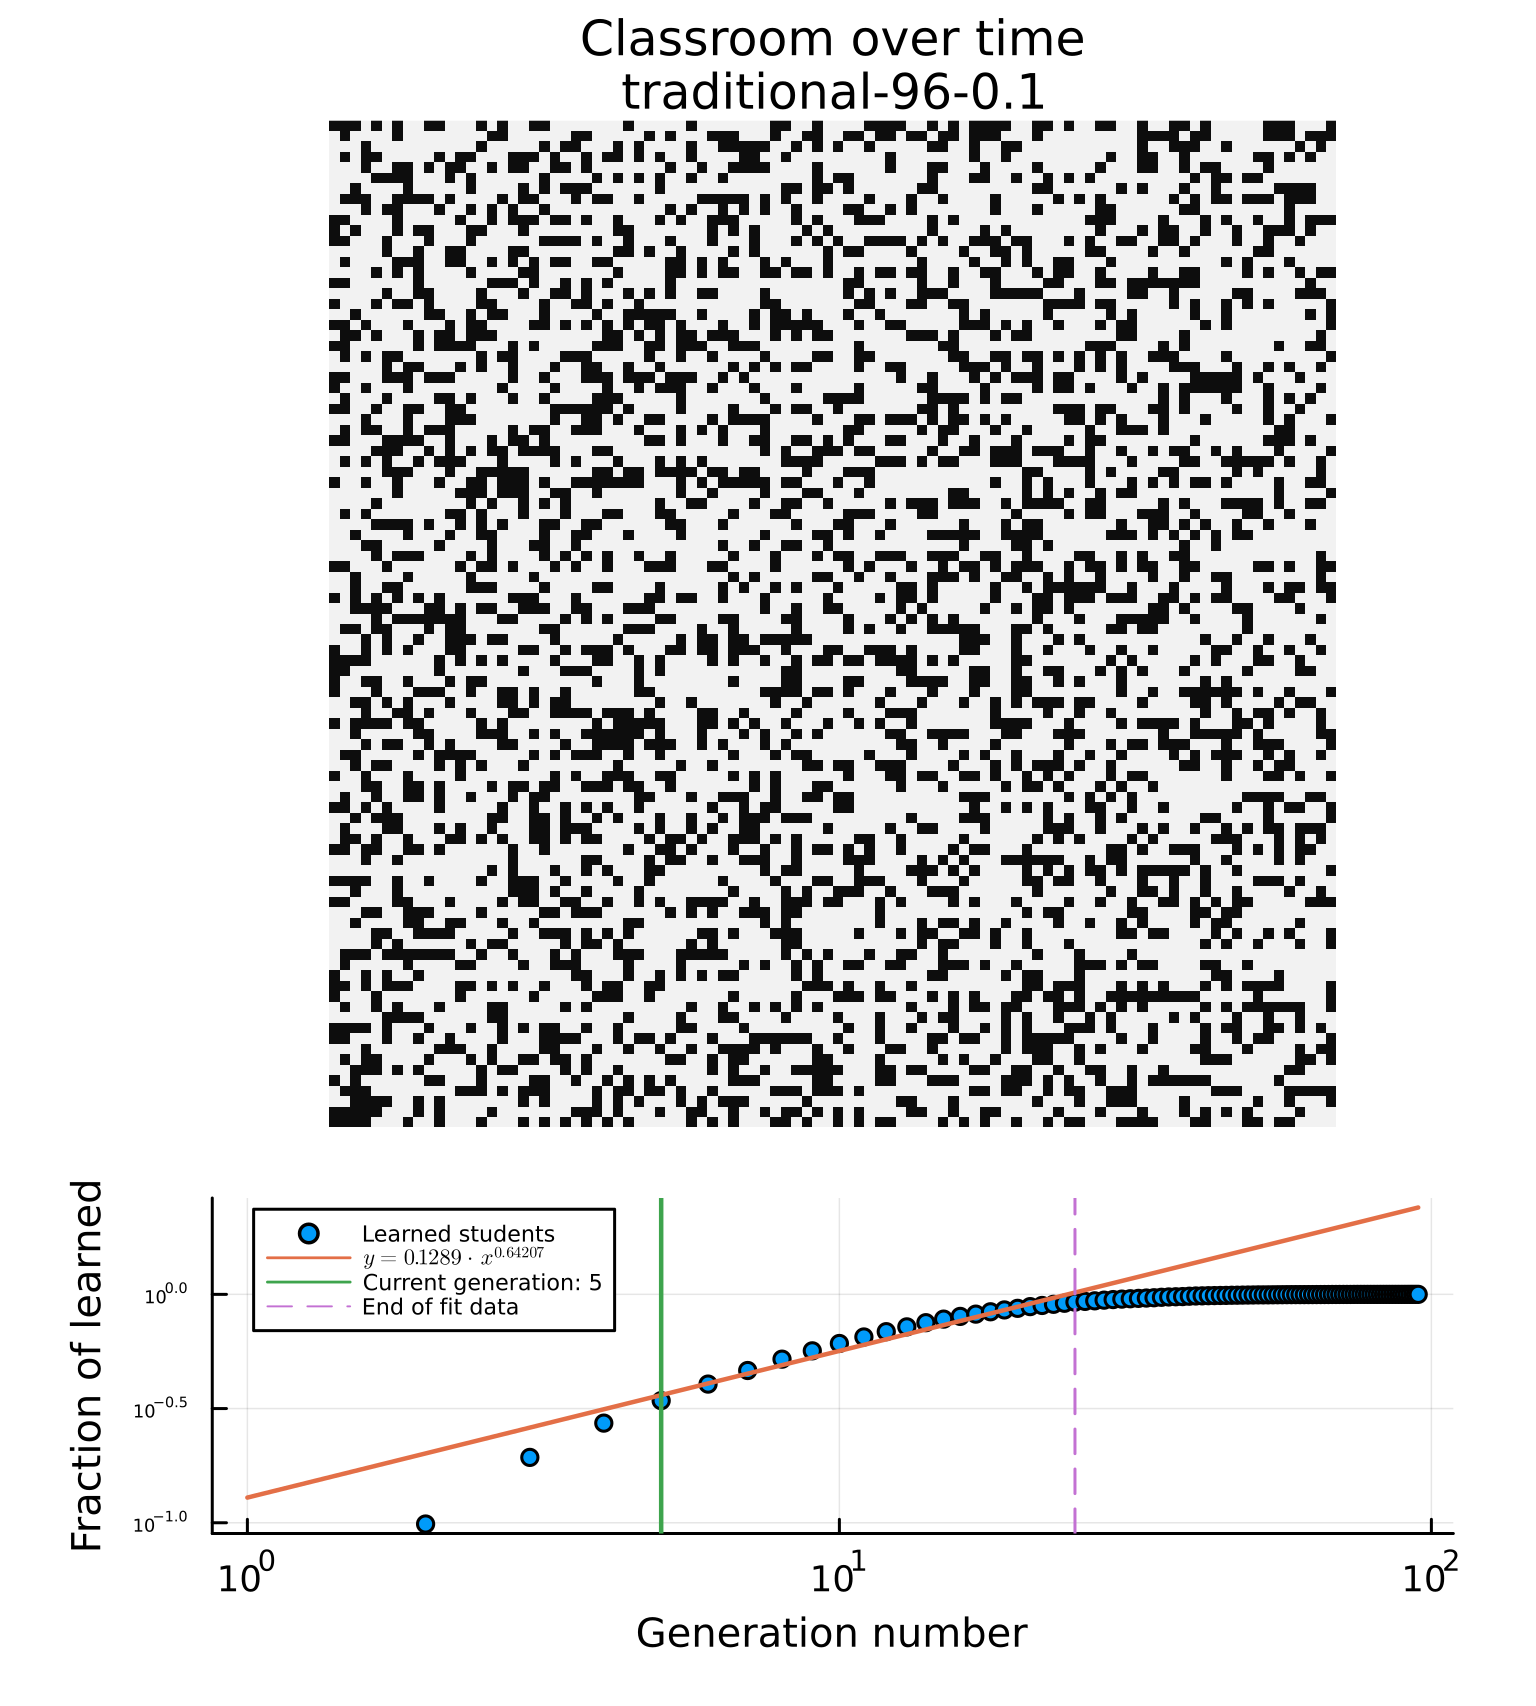 Classroom over time
traditional-96-0.1
Fraction of learned
Learned students
y = 0.1289 · x^0.64207
Current generation: 5
End of fit data
10^0.0
10^−0.5
10^−1.0
10^0
10^1
10^2
Generation number